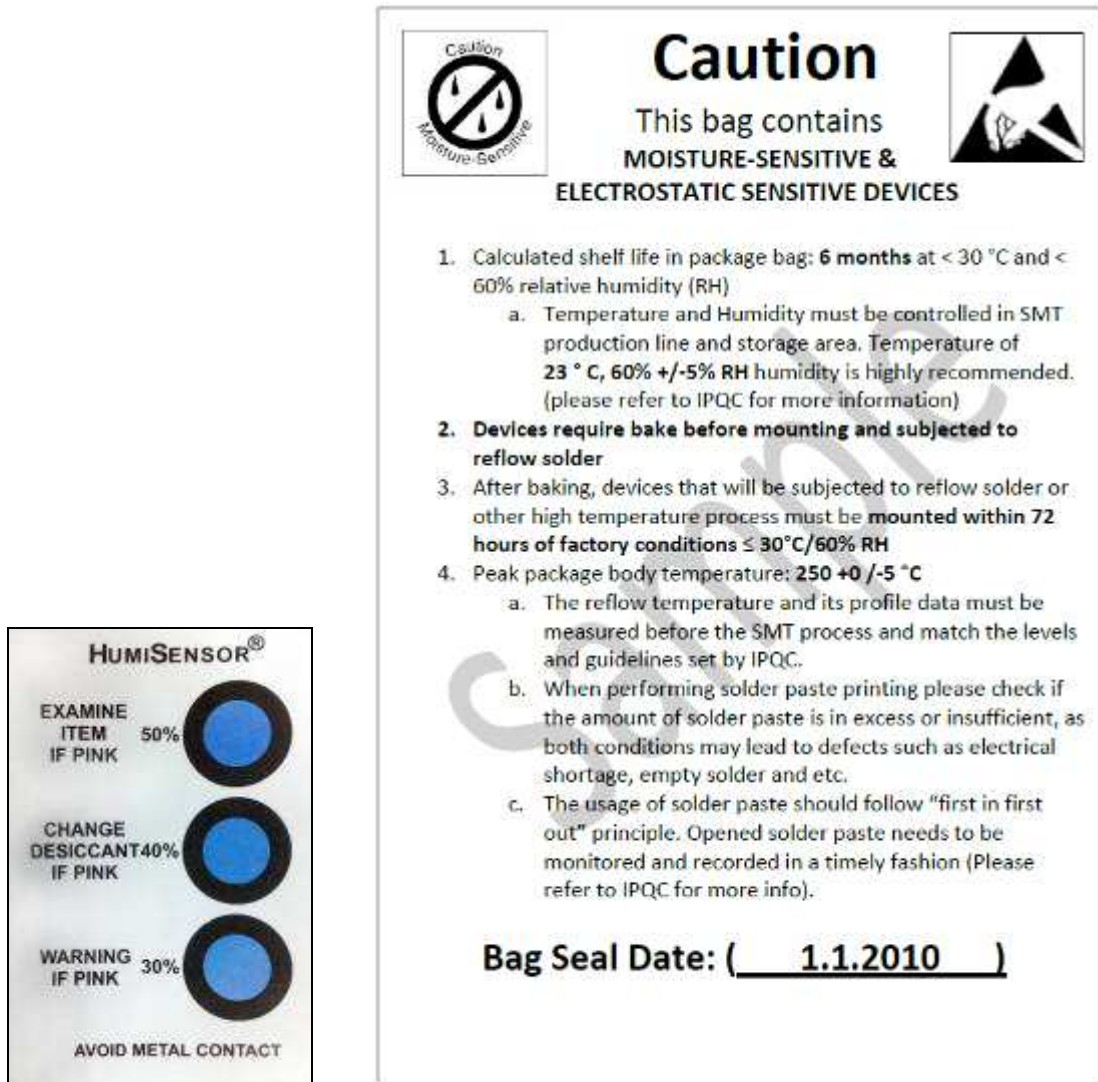 Caution
Moisture-Sensitive
Caution
This bag contains
MOISTURE-SENSITIVE &
ELECTROSTATIC SENSITIVE DEVICES
1. Calculated shelf life in package bag: 6 months at < 30 °C and <
60% relative humidity (RH)
a. Temperature and Humidity must be controlled in SMT
production line and storage area. Temperature of
23 ° C, 60% +/-5% RH humidity is highly recommended.
(please refer to IPQC for more information)
2. Devices require bake before mounting and subjected to
reflow solder
3. After baking, devices that will be subjected to reflow solder or
other high temperature process must be mounted within 72
hours of factory conditions ≤ 30°C/60% RH
4. Peak package body temperature: 250 +0 /-5 °C
a. The reflow temperature and its profile data must be
measured before the SMT process and match the levels
and guidelines set by IPQC.
b. When performing solder paste printing please check if
the amount of solder paste is in excess or insufficient, as
both conditions may lead to defects such as electrical
shortage, empty solder and etc.
c. The usage of solder paste should follow “first in first
out” principle. Opened solder paste needs to be
monitored and recorded in a timely fashion (Please
refer to IPQC for more info).
Bag Seal Date: ( 1.1.2010 )
Sample
HUMISENSOR®
EXAMINE
ITEM 50%
IF PINK
CHANGE
DESICCANT 40%
IF PINK
WARNING 30%
IF PINK
AVOID METAL CONTACT